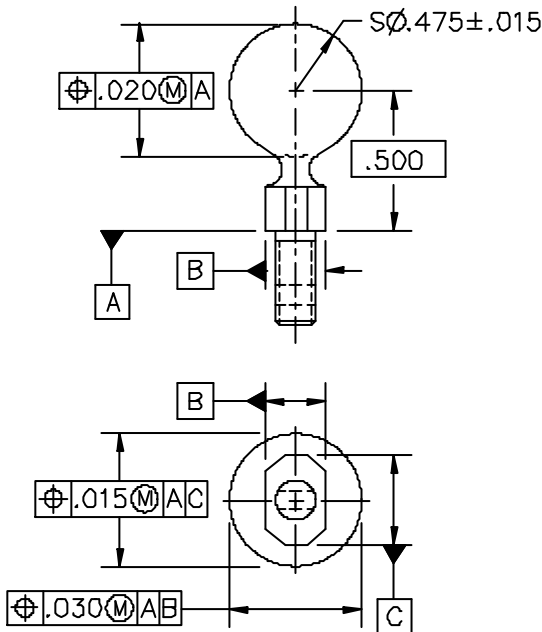 SØ.475±.015
⌖ .020Ⓜ A
.500
B
A
B
⌖ .015Ⓜ A C
⌖ .030Ⓜ A B
C